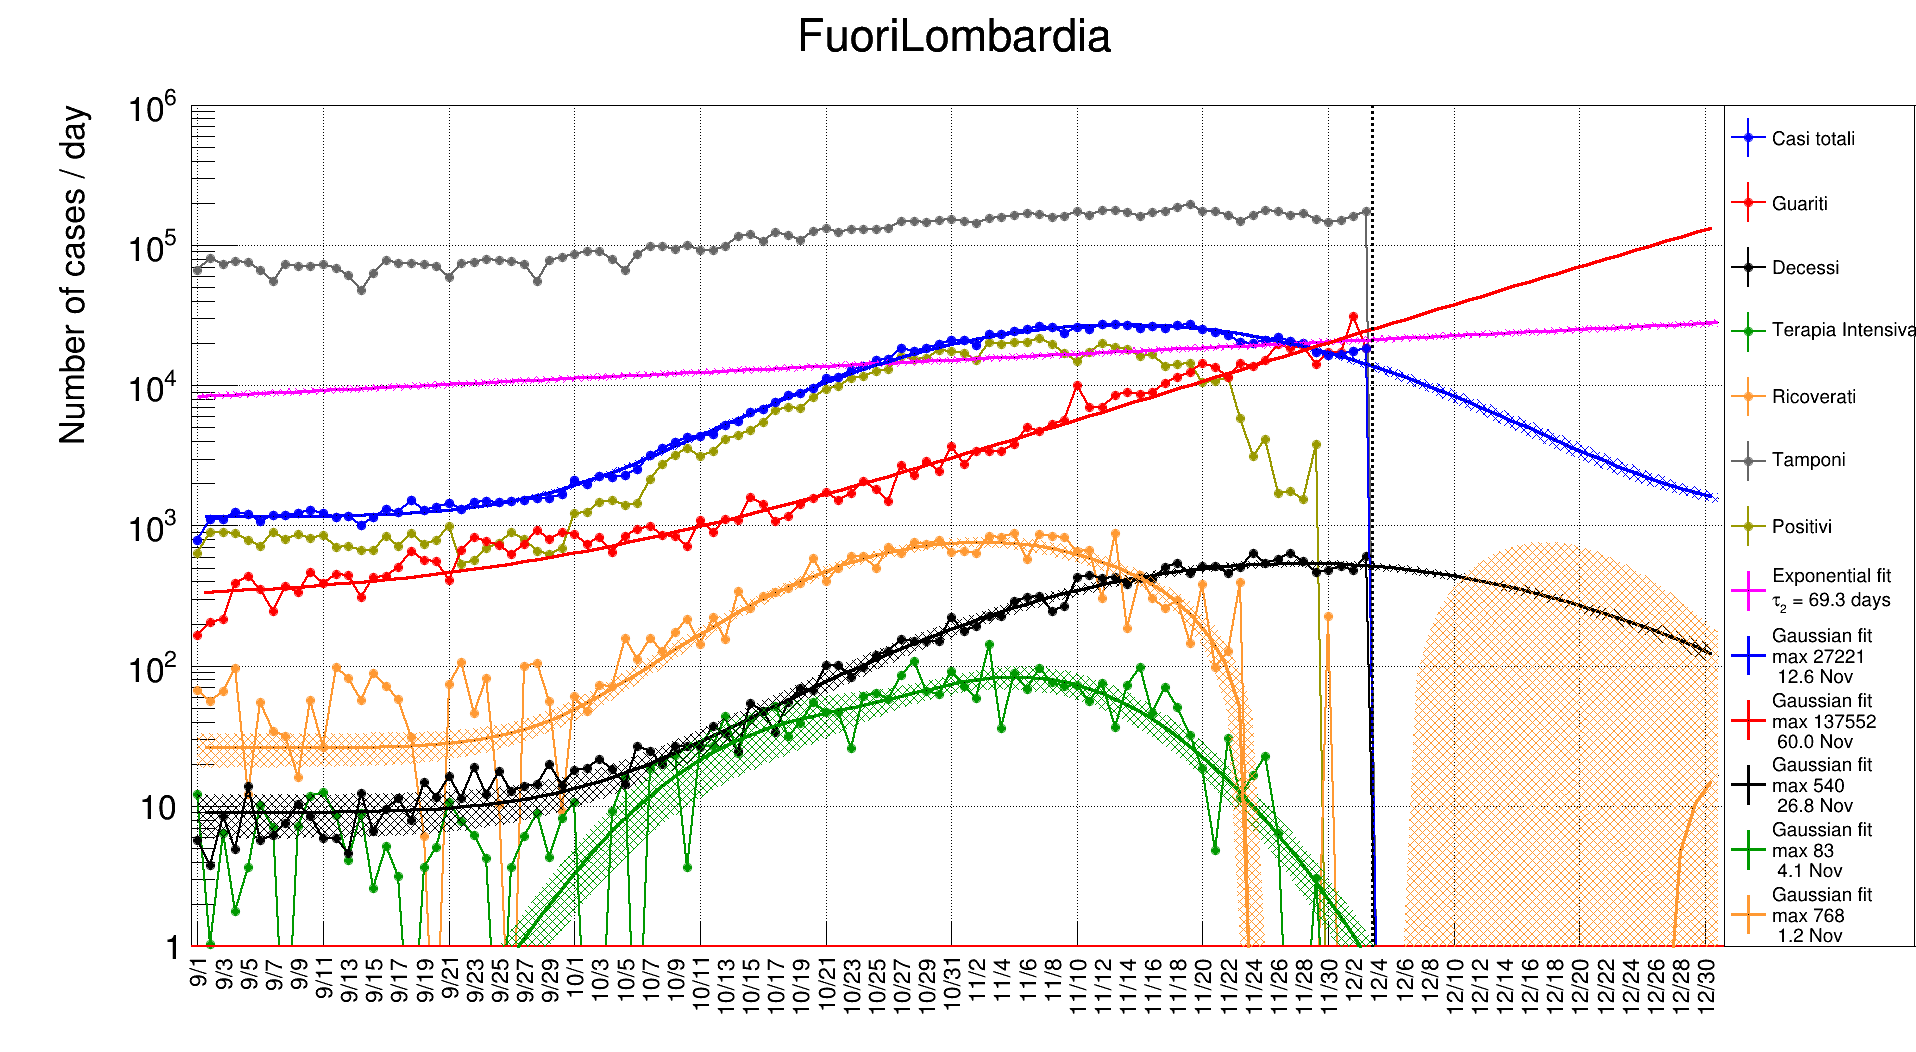 FuoriLombardia
Number of cases / day
10^6
10^5
10^4
10^3
10^2
10
1
9/1 9/3 9/5 9/7 9/9 9/11 9/13 9/15 9/17 9/19 9/21 9/23 9/25 9/27 9/29 10/1 10/3 10/5 10/7 10/9 10/11 10/13 10/15 10/17 10/19 10/21 10/23 10/25 10/27 10/29 10/31 11/2 11/4 11/6 11/8 11/10 11/12 11/14 11/16 11/18 11/20 11/22 11/24 11/26 11/28 11/30 12/2 12/4 12/6 12/8 12/10 12/12 12/14 12/16 12/18 12/20 12/22 12/24 12/26 12/28 12/30
Casi totali
Guariti
Decessi
Terapia Intensiva
Ricoverati
Tamponi
Positivi
Exponential fit
τ2 = 69.3 days
Gaussian fit
max 27221
12.6 Nov
Gaussian fit
max 137552
60.0 Nov
Gaussian fit
max 540
26.8 Nov
Gaussian fit
max 83
4.1 Nov
Gaussian fit
max 768
1.2 Nov